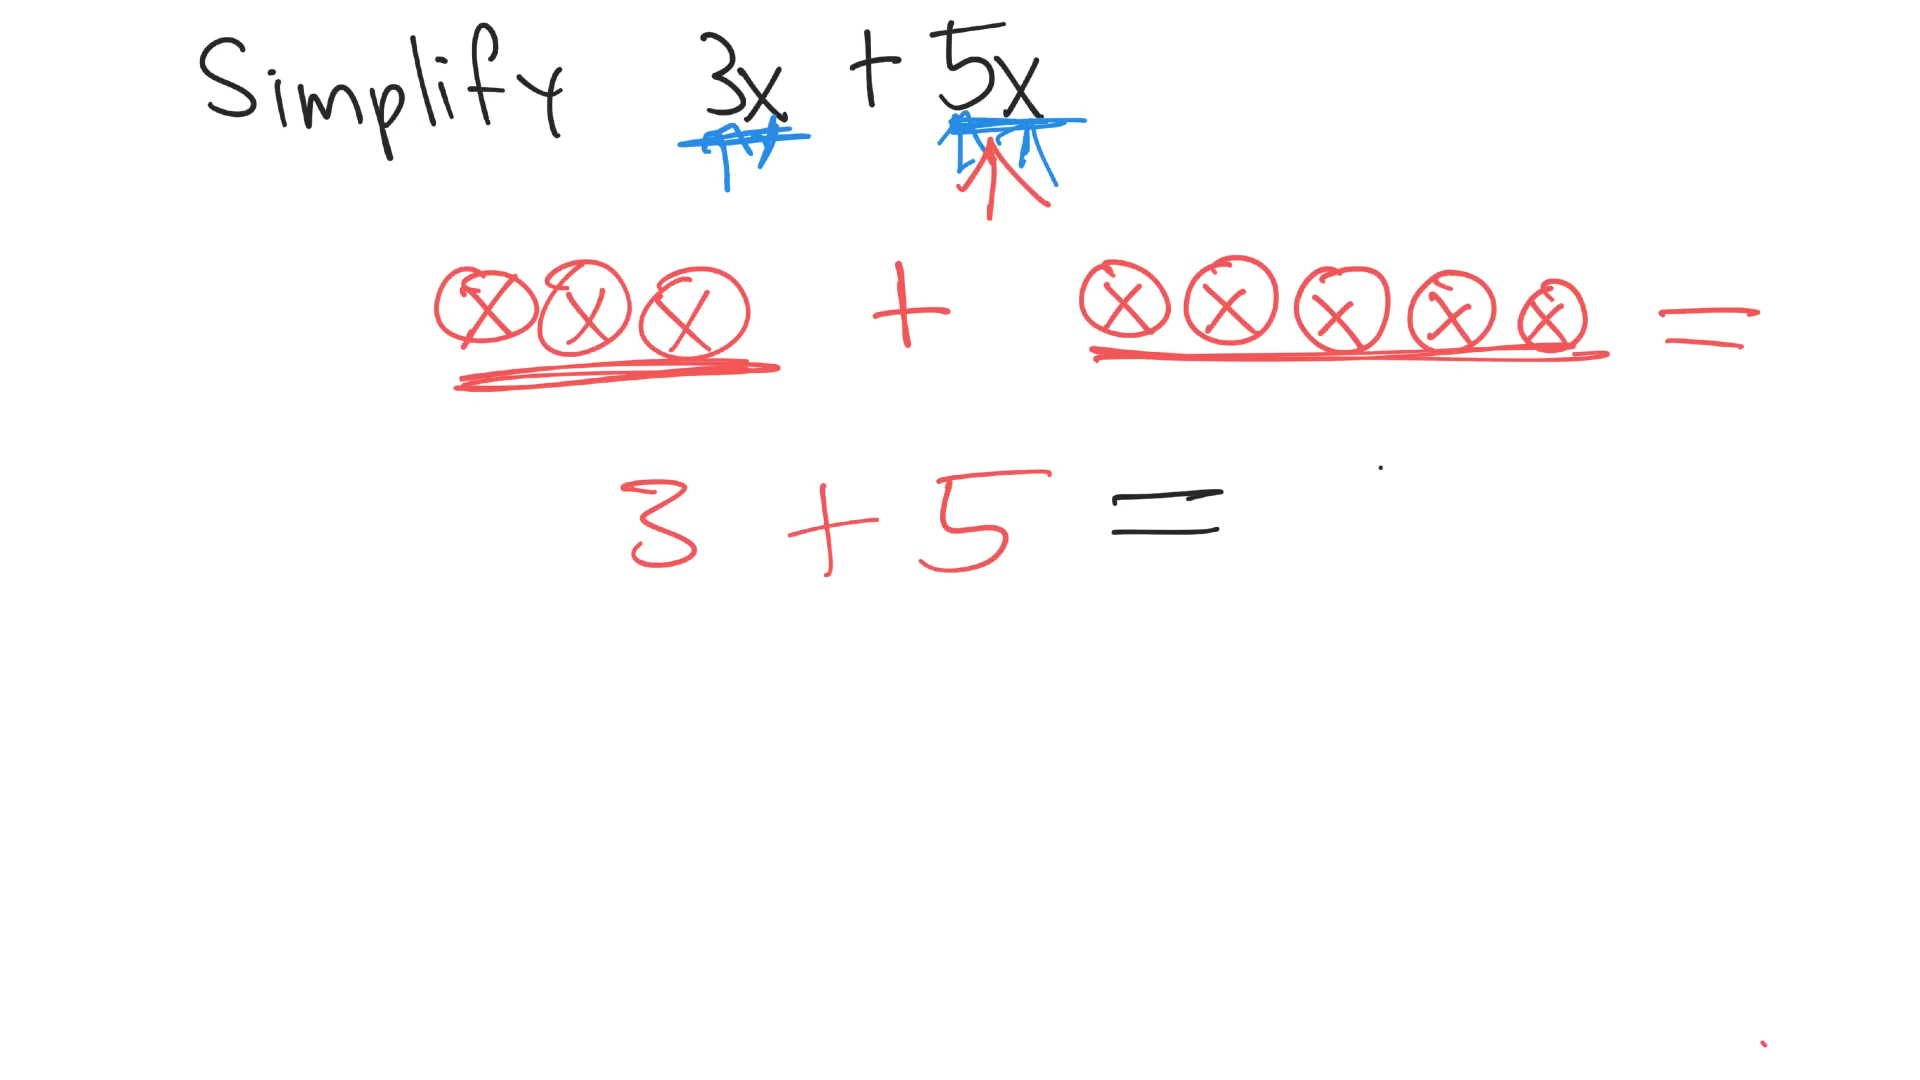 Simplify 3x + 5x
x x x + x x x x x =
3 + 5 =